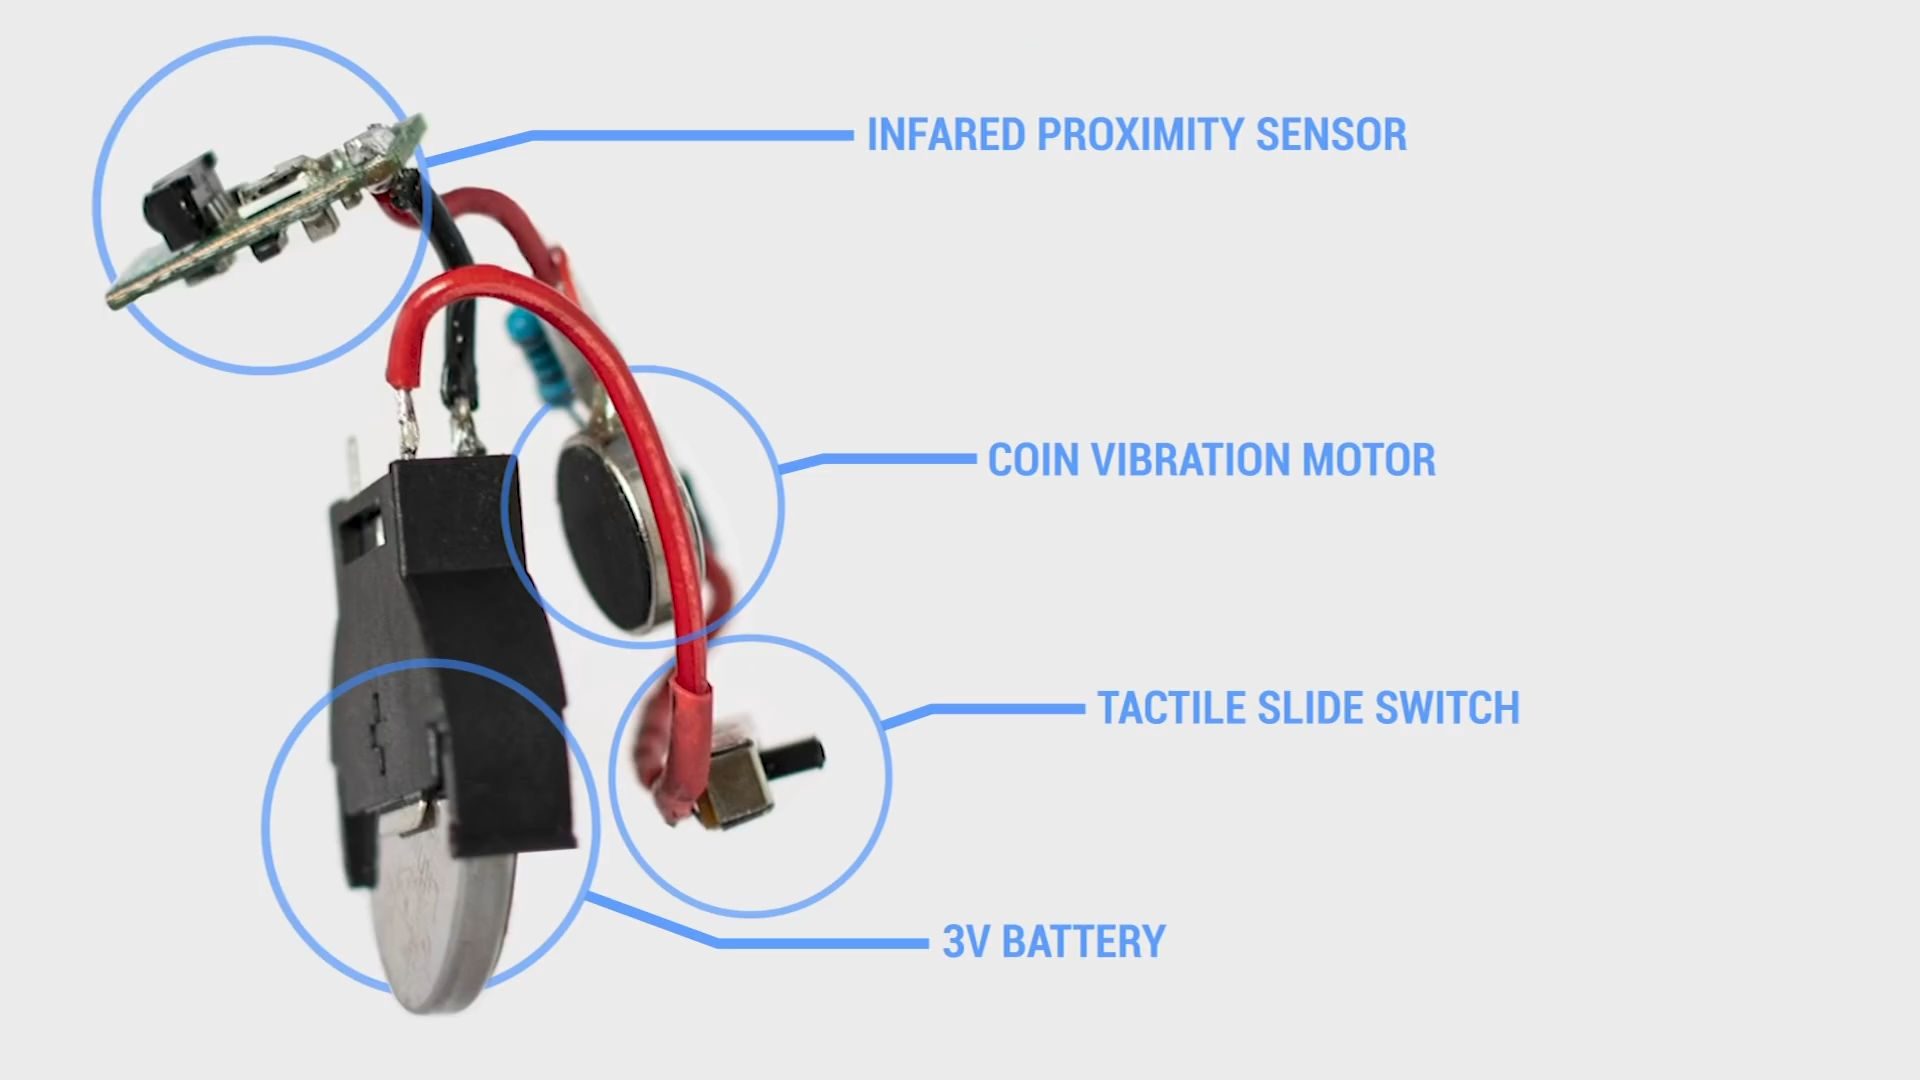 INFARED PROXIMITY SENSOR
COIN VIBRATION MOTOR
TACTILE SLIDE SWITCH
3V BATTERY